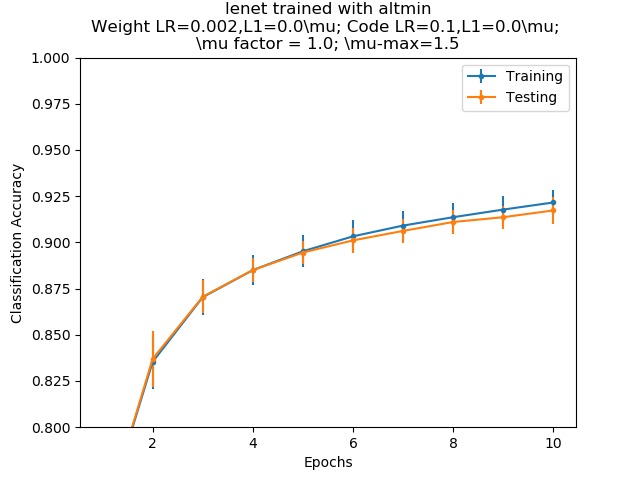 lenet trained with altmin
Weight LR=0.002,L1=0.0\mu; Code LR=0.1,L1=0.0\mu;
\mu factor = 1.0; \mu-max=1.5
1.000
0.975
0.950
0.925
0.900
0.875
0.850
0.825
0.800
Classification Accuracy
Training
Testing
2
4
6
8
10
Epochs